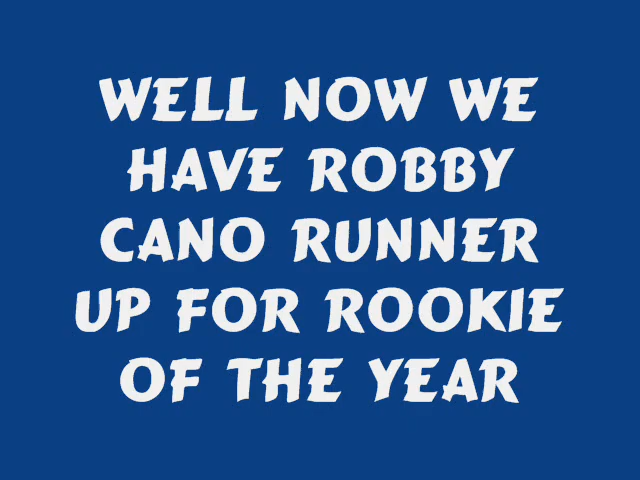 WELL NOW WE
HAVE ROBBY
CANO RUNNER
UP FOR ROOKIE
OF THE YEAR